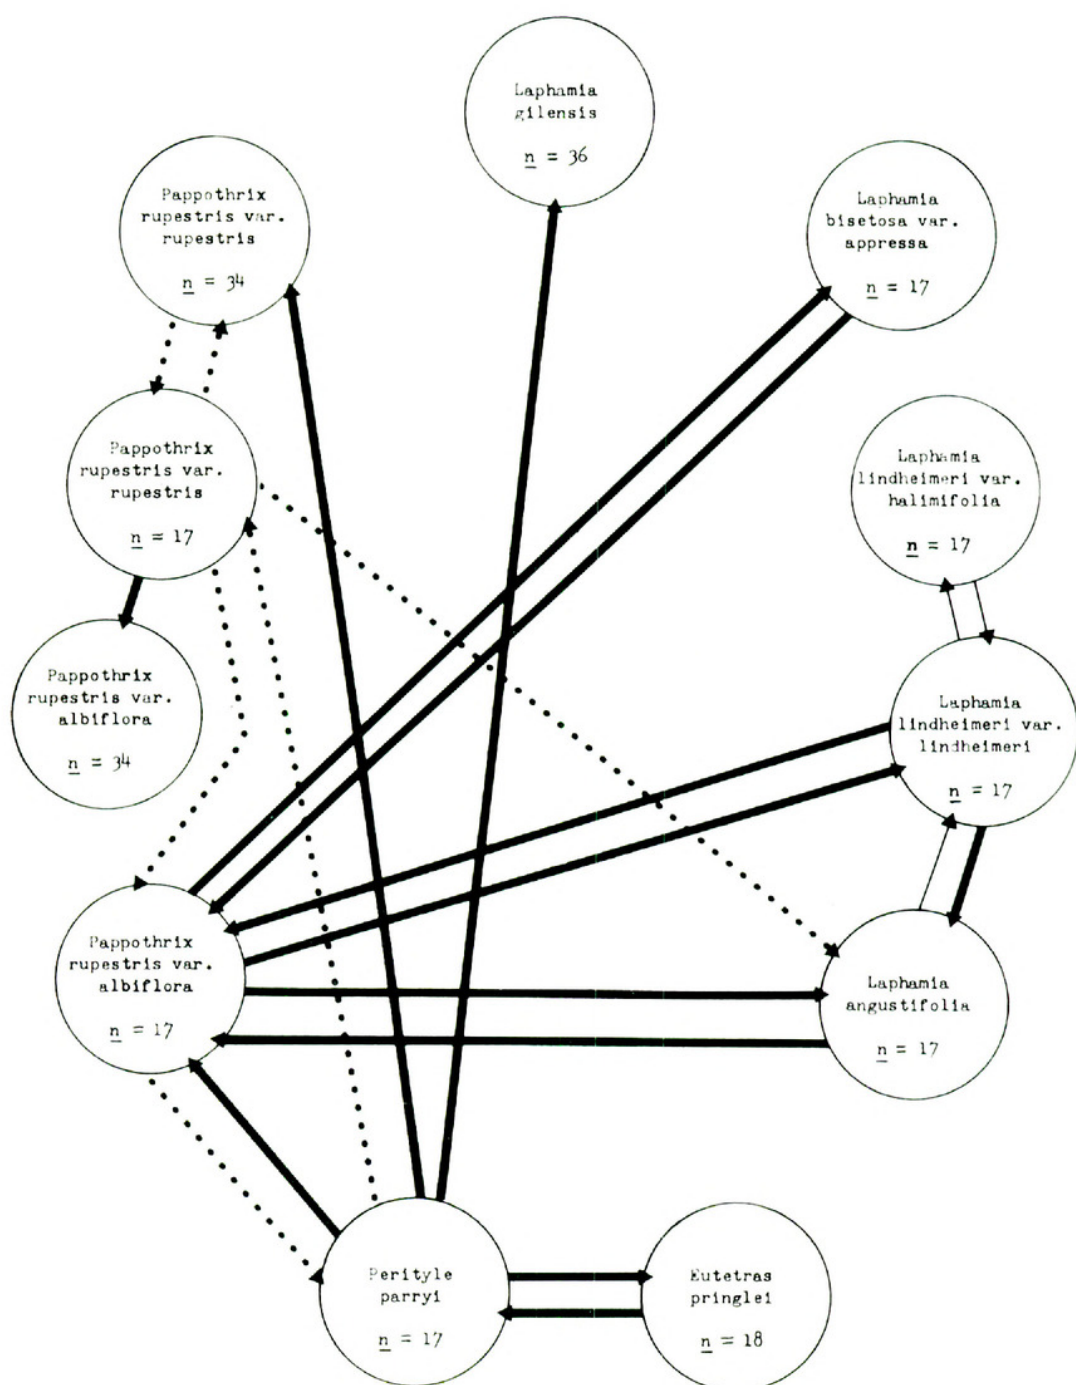 Laphamia
gilensis
n = 36
Pappothrix
rupestris var.
rupestris
n = 34
Laphamia
bisetosa var.
appressa
n = 17
Pappothrix
rupestris var.
rupestris
n = 17
Laphamia
lindheimeri var.
halimifolia
n = 17
Pappothrix
rupestris var.
albiflora
n = 34
Laphamia
lindheimeri var.
lindheimeri
n = 17
Pappothrix
rupestris var.
albiflora
n = 17
Laphamia
angustifolia
n = 17
Perityle
parryi
n = 17
Eutetras
pringlei
n = 18